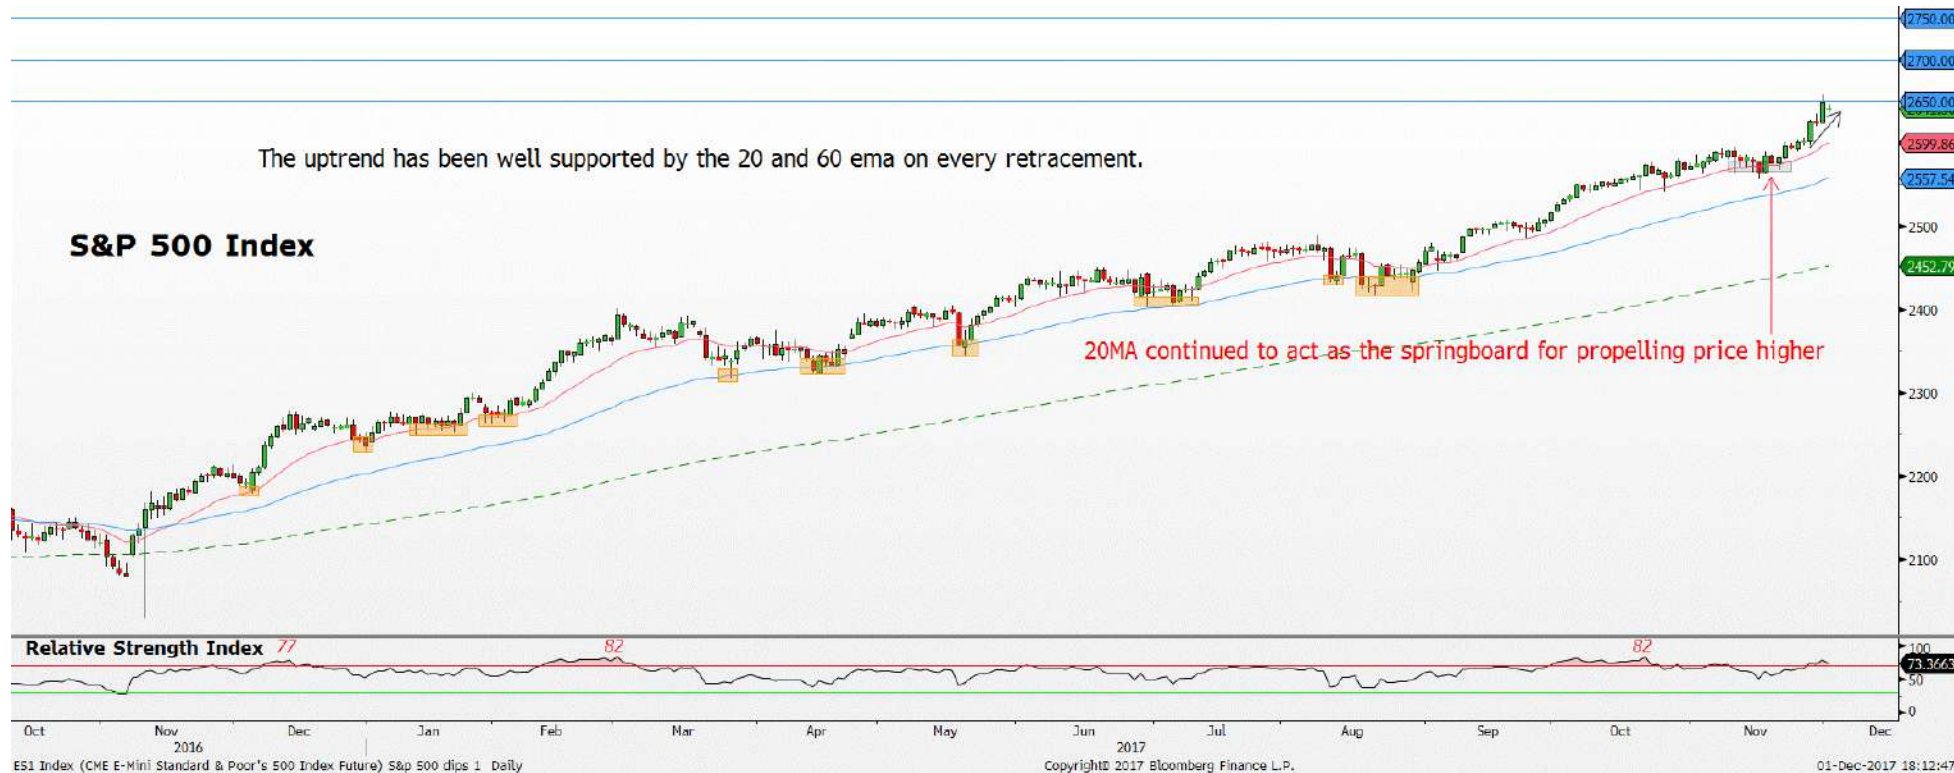 2750.00
2700.00
2650.00
The uptrend has been well supported by the 20 and 60 ema on every retracement.
2599.86
2557.54
S&P 500 Index
2500
2452.79
2400
20MA continued to act as the springboard for propelling price higher
2300
2200
2100
Relative Strength Index 77 82 82
100
73.3663
50
0
Oct Nov Dec Jan Feb Mar Apr May Jun Jul Aug Sep Oct Nov Dec
2016 2017
ES1 Index (CME E-Mini Standard & Poor's 500 Index Future) S&p 500 dips 1 Daily Copyright© 2017 Bloomberg Finance L.P. 01-Dec-2017 18:12:47